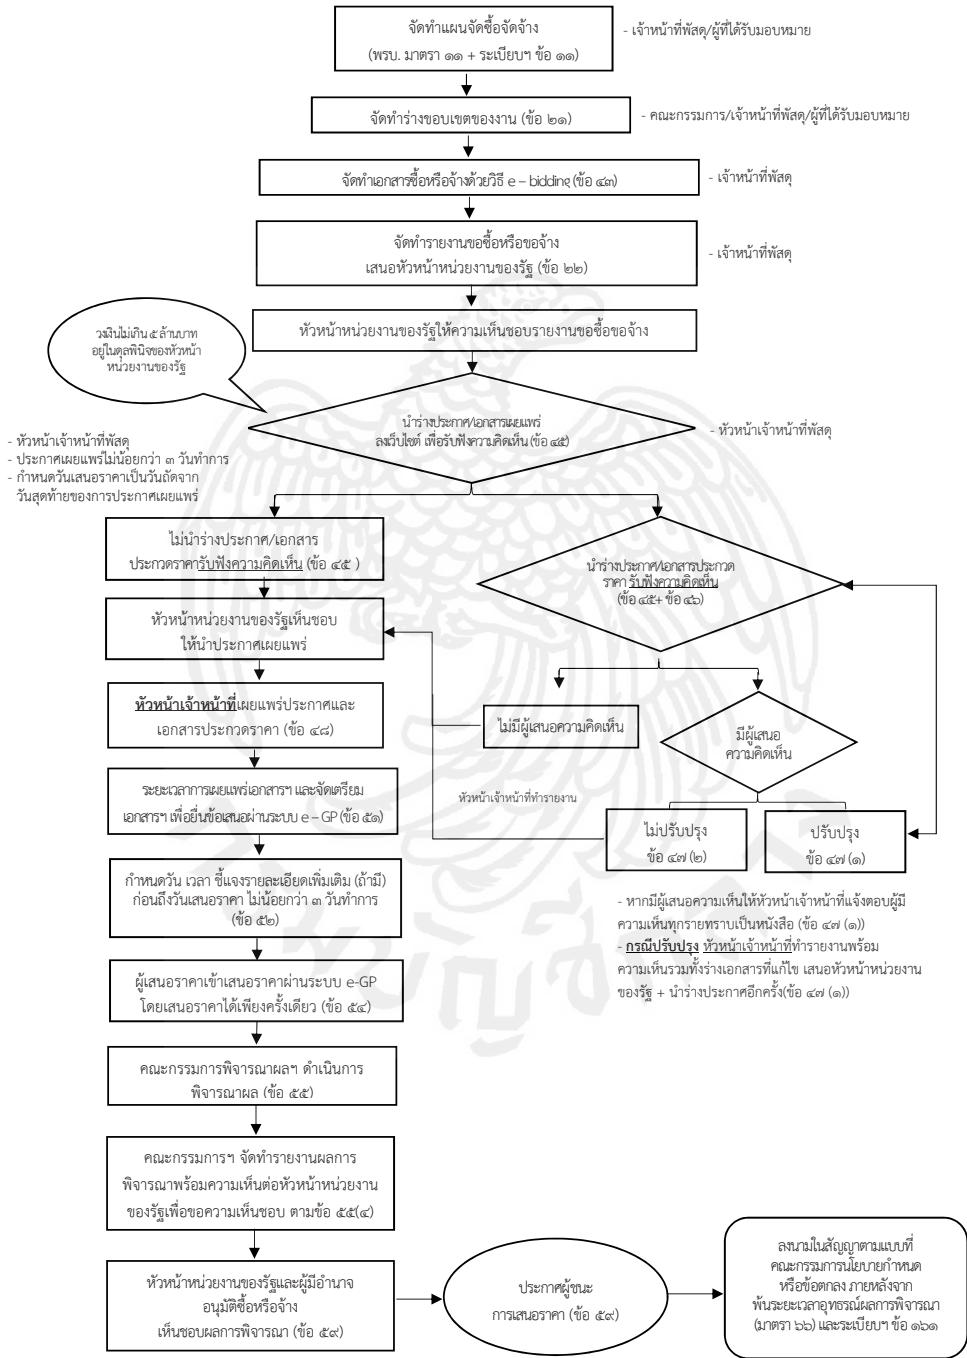 จัดทำแผนจัดซื้อจัดจ้าง
(พรบ. มาตรา ๑๑ + ระเบียบฯ ข้อ ๑๑)
- เจ้าหน้าที่พัสดุ/ผู้ที่ได้รับมอบหมาย
จัดทำร่างขอบเขตของงาน (ข้อ ๒๑)
- คณะกรรมการ/เจ้าหน้าที่พัสดุ/ผู้ที่ได้รับมอบหมาย
จัดทำเอกสารซื้อหรือจ้างด้วยวิธี e – bidding (ข้อ ๔๓)
- เจ้าหน้าที่พัสดุ
จัดทำรายงานขอซื้อหรือขอจ้าง
เสนอหัวหน้าหน่วยงานของรัฐ (ข้อ ๒๒)
- เจ้าหน้าที่พัสดุ
หัวหน้าหน่วยงานของรัฐให้ความเห็นชอบรายงานขอซื้อขอจ้าง
วงเงินไม่เกิน ๕ ล้านบาท
อยู่ในดุลพินิจของหัวหน้า
หน่วยงานของรัฐ
นำร่างประกาศ/เอกสารเผยแพร่
ลงเว็บไซต์ เพื่อรับฟังความคิดเห็น (ข้อ ๔๕)
- หัวหน้าเจ้าหน้าที่พัสดุ
- หัวหน้าเจ้าหน้าที่พัสดุ
- ประกาศเผยแพร่ไม่น้อยกว่า ๓ วันทำการ
- กำหนดวันเสนอราคาเป็นวันถัดจาก
วันสุดท้ายของการประกาศเผยแพร่
ไม่นำร่างประกาศ/เอกสาร
ประกวดราคารับฟังความคิดเห็น (ข้อ ๔๕ )
นำร่างประกาศ/เอกสารประกวด
ราคา รับฟังความคิดเห็น
(ข้อ ๔๕+ ข้อ ๔๖)
หัวหน้าหน่วยงานของรัฐเห็นชอบ
ให้นำประกาศเผยแพร่
หัวหน้าเจ้าหน้าที่เผยแพร่ประกาศและ
เอกสารประกวดราคา (ข้อ ๔๘)
ไม่มีผู้เสนอความคิดเห็น
มีผู้เสนอ
ความคิดเห็น
ระยะเวลาการเผยแพร่เอกสารฯ และจัดเตรียม
เอกสารฯ เพื่อยื่นข้อเสนอผ่านระบบ e – GP (ข้อ ๕๑)
หัวหน้าเจ้าหน้าที่ทำรายงาน
ไม่ปรับปรุง
ข้อ ๔๗ (๒)
ปรับปรุง
ข้อ ๔๗ (๑)
กำหนดวัน เวลา ชี้แจงรายละเอียดเพิ่มเติม (ถ้ามี)
ก่อนถึงวันเสนอราคา ไม่น้อยกว่า ๓ วันทำการ
(ข้อ ๕๒)
- หากมีผู้เสนอความเห็นให้หัวหน้าเจ้าหน้าที่แจ้งตอบผู้มี
ความเห็นทุกรายทราบเป็นหนังสือ (ข้อ ๔๗ (๑))
- กรณีปรับปรุง หัวหน้าเจ้าหน้าที่ทำรายงานพร้อม
ความเห็นรวมทั้งร่างเอกสารที่แก้ไข เสนอหัวหน้าหน่วยงาน
ของรัฐ + นำร่างประกาศอีกครั้ง(ข้อ ๔๗ (๑))
ผู้เสนอราคาเข้าเสนอราคาผ่านระบบ e-GP
โดยเสนอราคาได้เพียงครั้งเดียว (ข้อ ๕๔)
คณะกรรมการพิจารณาผลฯ ดำเนินการ
พิจารณาผล (ข้อ ๕๕)
คณะกรรมการฯ จัดทำรายงานผลการ
พิจารณาพร้อมความเห็นต่อหัวหน้าหน่วยงาน
ของรัฐเพื่อขอความเห็นชอบ ตามข้อ ๕๕(๔)
หัวหน้าหน่วยงานของรัฐและผู้มีอำนาจ
อนุมัติซื้อหรือจ้าง
เห็นชอบผลการพิจารณา (ข้อ ๕๙)
ประกาศผู้ชนะ
การเสนอราคา (ข้อ ๕๙)
ลงนามในสัญญาตามแบบที่
คณะกรรมการนโยบายกำหนด
หรือข้อตกลง ภายหลังจาก
พ้นระยะเวลาอุทธรณ์ผลการพิจารณา
(มาตรา ๖๖) และระเบียบฯ ข้อ ๑๖๑